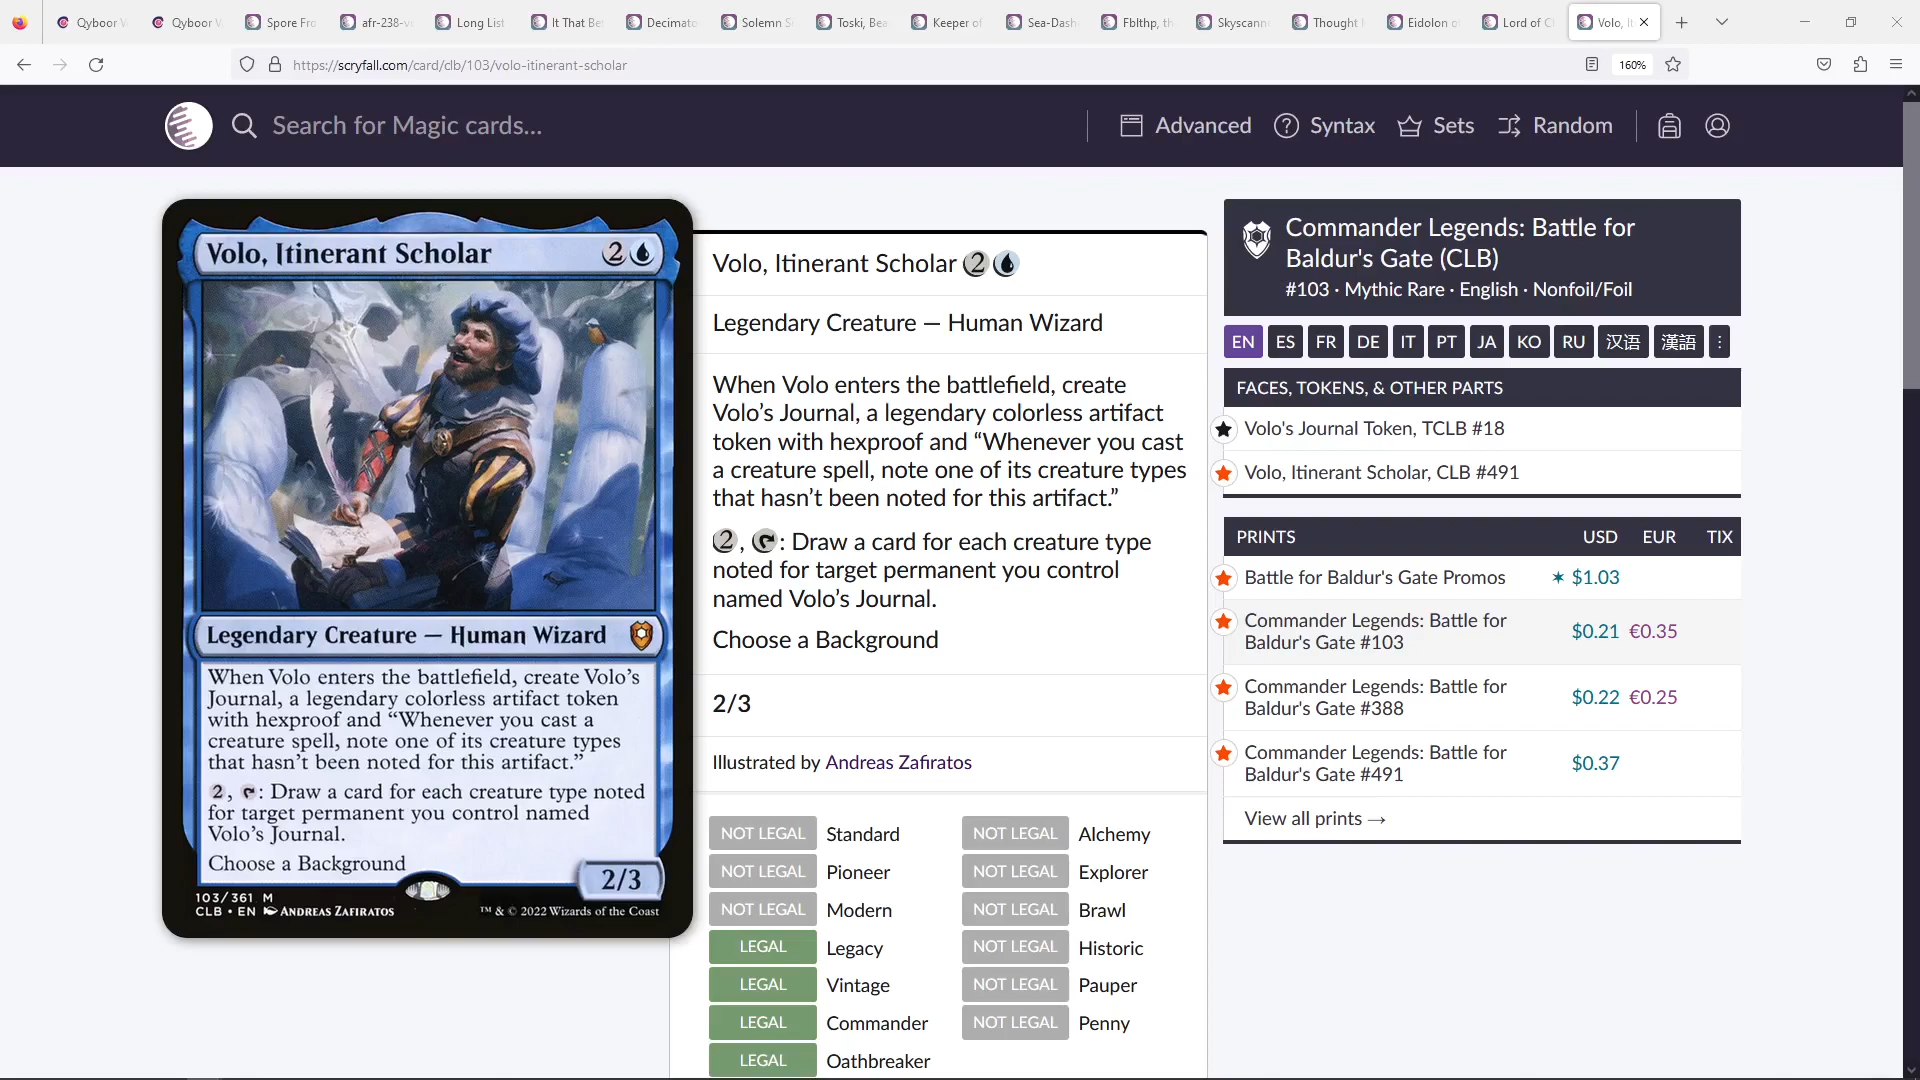 Qyboor V
Qyboor V
Spore Fro
afr-238-vo
Long List
It That Be
Decimato
Solemn S
Toski, Bea
Keeper of
Sea-Dash
Fblthp, th
Skyscann
Thought
Eidolon o
Lord of C
Volo, It
https://scryfall.com/card/clb/103/volo-itinerant-scholar
160%
Search for Magic cards...
Advanced
Syntax
Sets
Random
Volo, Itinerant Scholar 2
Legendary Creature — Human Wizard
When Volo enters the battlefield, create Volo's
Journal, a legendary colorless artifact token
with hexproof and “Whenever you cast a
creature spell, note one of its creature types
that hasn't been noted for this artifact.”
2, : Draw a card for each creature type noted
for target permanent you control named
Volo's Journal.
Choose a Background
2/3
103/361 M
CLB • EN ANDREAS ZAFIRATOS
™ & © 2022 Wizards of the Coast
Volo, Itinerant Scholar 2
Legendary Creature — Human Wizard
When Volo enters the battlefield, create
Volo’s Journal, a legendary colorless artifact
token with hexproof and “Whenever you cast
a creature spell, note one of its creature types
that hasn’t been noted for this artifact.”
2, : Draw a card for each creature type
noted for target permanent you control
named Volo’s Journal.
Choose a Background
2/3
Illustrated by Andreas Zafiratos
NOT LEGAL Standard NOT LEGAL Alchemy
NOT LEGAL Pioneer NOT LEGAL Explorer
NOT LEGAL Modern NOT LEGAL Brawl
LEGAL Legacy NOT LEGAL Historic
LEGAL Vintage NOT LEGAL Pauper
LEGAL Commander NOT LEGAL Penny
LEGAL Oathbreaker
Commander Legends: Battle for
Baldur's Gate (CLB)
#103 · Mythic Rare · English · Nonfoil/Foil
EN ES FR DE IT PT JA KO RU 汉语 漢語
FACES, TOKENS, & OTHER PARTS
Volo's Journal Token, TCLB #18
Volo, Itinerant Scholar, CLB #491
PRINTS USD EUR TIX
Battle for Baldur's Gate Promos $1.03
Commander Legends: Battle for
Baldur's Gate #103 $0.21 €0.35
Commander Legends: Battle for
Baldur's Gate #388 $0.22 €0.25
Commander Legends: Battle for
Baldur's Gate #491 $0.37
View all prints →